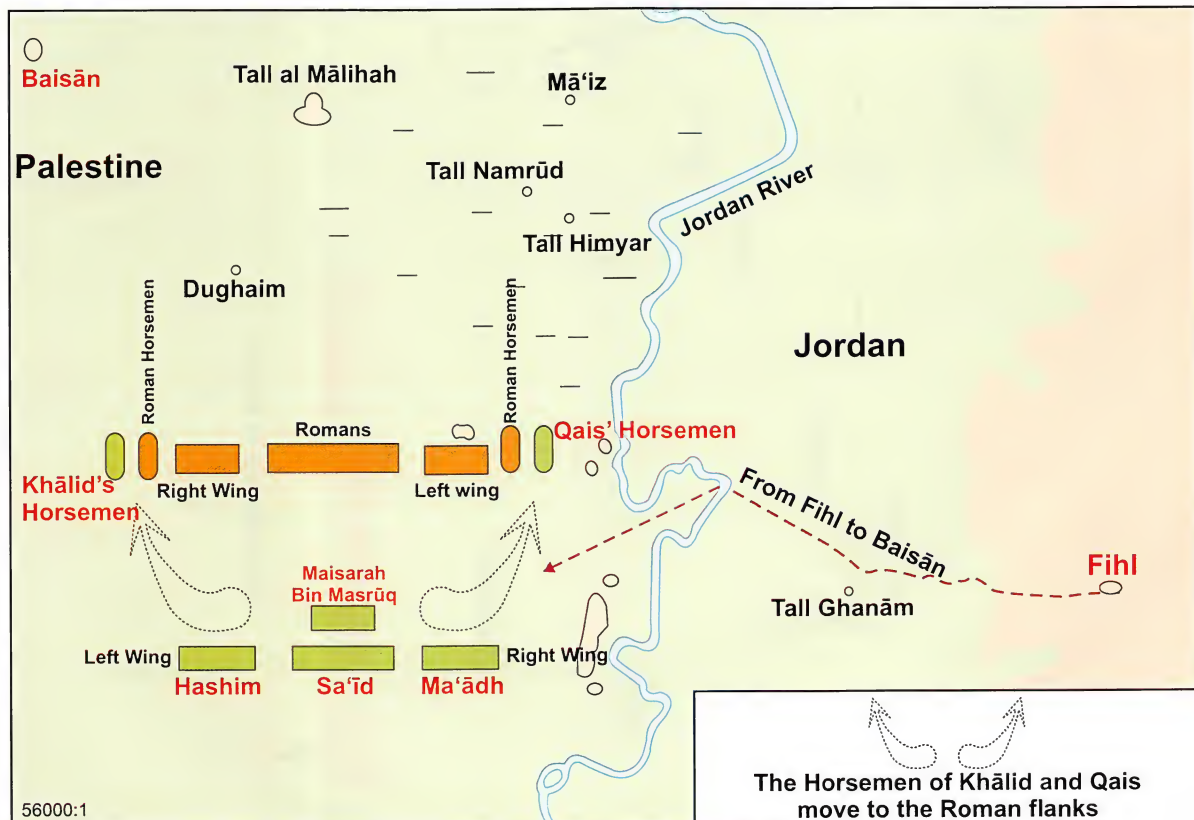 Baisān
Tall al Mālihah
Mā‘iz
Palestine
Tall Namrūd
Jordan River
Tall Himyar
Dughaim
Roman Horsemen
Roman Horsemen
Jordan
Romans
Qais’ Horsemen
Khālid’s
Horsemen
Right Wing
Left wing
From Fihl to Baisān
Fihl
Tall Ghanām
Maisarah
Bin Masrūq
Left Wing
Right Wing
Hashim
Sa‘īd
Ma‘ādh
The Horsemen of Khālid and Qais
move to the Roman flanks
56000:1